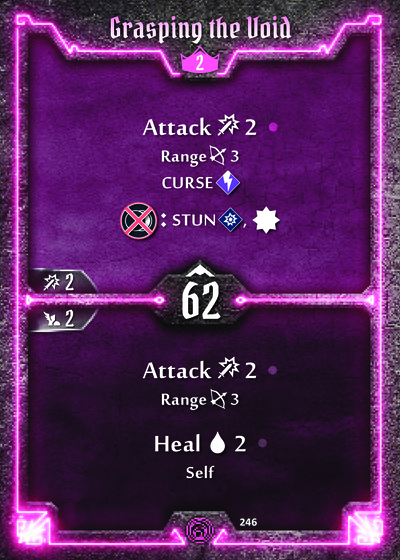 Grasping the Void
2
Attack 2
Range 3
CURSE
: STUN ,
2
62
2
Attack 2
Range 3
Heal 2
Self
246